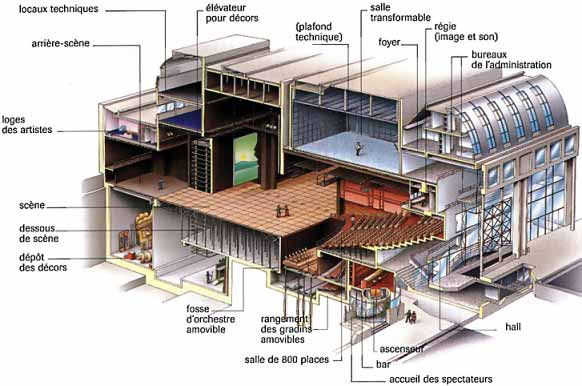 locaux techniques
élévateur
pour décors
salle
transformable
régie
(image et son)
(plafond
technique)
foyer
bureaux
de l'administration
arrière-scène
loges
des artistes
scène
dessous
de scène
dépôt
des décors
fosse
d'orchestre
amovible
rangement
des gradins
amovibles
hall
ascenseur
salle de 800 places
bar
accueil des spectateurs